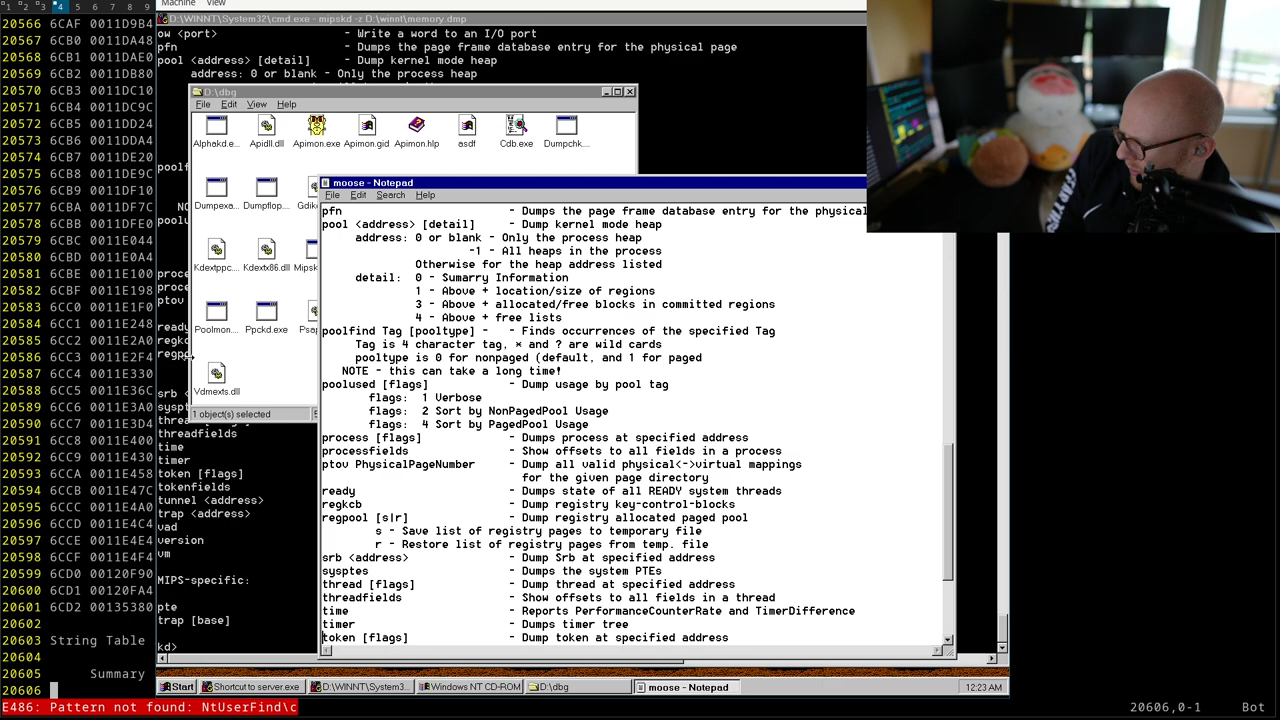 Machine View
1 2 3 4 5 6 7 8 9
20566 6CAF 0011D9B4
20567 6CB0 0011DA48
20568 6CB1 0011DAE0
20569 6CB2 0011DB80
20570 6CB3 0011DC10
20571 6CB4 0011DC9C
20572 6CB5 0011DD24
20573 6CB6 0011DDA4
20574 6CB7 0011DE20
20575 6CB8 0011DE9C
20576 6CB9 0011DF10
20577 6CBA 0011DF7C
20578 6CBB 0011DFE0
20579 6CBC 0011E044
20580 6CBD 0011E0A4
20581 6CBE 0011E100
20582 6CBF 0011E198
20583 6CC0 0011E1F0
20584 6CC1 0011E248
20585 6CC2 0011E2A0
20586 6CC3 0011E2F4
20587 6CC4 0011E330
20588 6CC5 0011E36C
20589 6CC6 0011E3A0
20590 6CC7 0011E3D4
20591 6CC8 0011E400
20592 6CC9 0011E430
20593 6CCA 0011E458
20594 6CCB 0011E47C
20595 6CCC 0011E4A0
20596 6CCD 0011E4C4
20597 6CCE 0011E4E4
20598 6CCF 0011E4F4
20599 6CD0 00120F90
20600 6CD1 00120FA4
20601 6CD2 00135380
20602
20603 String Table
20604
20605 Summary
20606
E486: Pattern not found: NtUserFind\c
20606,0-1 Bot
D:\WINNT\System32\cmd.exe - mipskd -z D:\winnt\memory.dmp
ow <port> - Write a word to an I/O port
pfn - Dumps the page frame database entry for the physical page
pool <address> [detail] - Dump kernel mode heap
address: 0 or blank - Only the process heap
threadfields
time
timer
token [flags]
tokenfields
tunnel <address>
trap <address>
vad
version
vm
MIPS-specific:
pte
trap [base]
kd>
D:\dbg
File Edit View Help
Alphakd.e... Apidll.dll Apimon.exe Apimon.gid Apimon.hlp asdf Cdb.exe Dumpchk....
Dumpexa... Dumpflop...
Kdextppc.... Kdextx86.dll
Poolmon.... Ppckd.exe
Vdmexts.dll
1 object(s) selected
moose - Notepad
File Edit Search Help
pfn - Dumps the page frame database entry for the physical
pool <address> [detail] - Dump kernel mode heap
address: 0 or blank - Only the process heap
-1 - All heaps in the process
Otherwise for the heap address listed
detail: 0 - Sumarry Information
1 - Above + location/size of regions
3 - Above + allocated/free blocks in committed regions
4 - Above + free lists
poolfind Tag [pooltype] - - Finds occurrences of the specified Tag
Tag is 4 character tag, * and ? are wild cards
pooltype is 0 for nonpaged (default, and 1 for paged
NOTE - this can take a long time!
poolused [flags] - Dump usage by pool tag
flags: 1 Verbose
flags: 2 Sort by NonPagedPool Usage
flags: 4 Sort by PagedPool Usage
process [flags] - Dumps process at specified address
processfields - Show offsets to all fields in a process
ptov PhysicalPageNumber - Dump all valid physical<->virtual mappings
for the given page directory
ready - Dumps state of all READY system threads
regkcb - Dump registry key-control-blocks
regpool [s|r] - Dump registry allocated paged pool
s - Save list of registry pages to temporary file
r - Restore list of registry pages from temp. file
srb <address> - Dump Srb at specified address
sysptes - Dumps the system PTEs
thread [flags] - Dump thread at specified address
threadfields - Show offsets to all fields in a thread
time - Reports PerformanceCounterRate and TimerDifference
timer - Dumps timer tree
token [flags] - Dump token at specified address
Start Shortcut to server.exe D:\WINNT\System3... Windows NT CD-ROM D:\dbg moose - Notepad 12:23 AM